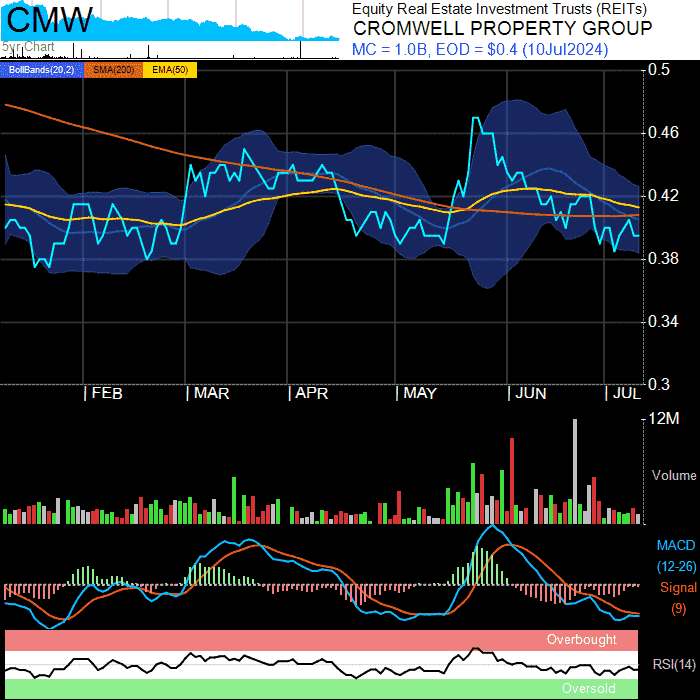 CMW
5yr Chart
Equity Real Estate Investment Trusts (REITs)
CROMWELL PROPERTY GROUP
MC = 1.0B, EOD = $0.4 (10Jul2024)
BollBands(20,2) SMA(200) EMA(50)
0.5
0.46
0.42
0.38
0.34
0.3
FEB MAR APR MAY JUN JUL
12M
Volume
MACD
(12-26)
Signal
(9)
Overbought
RSI(14)
Oversold